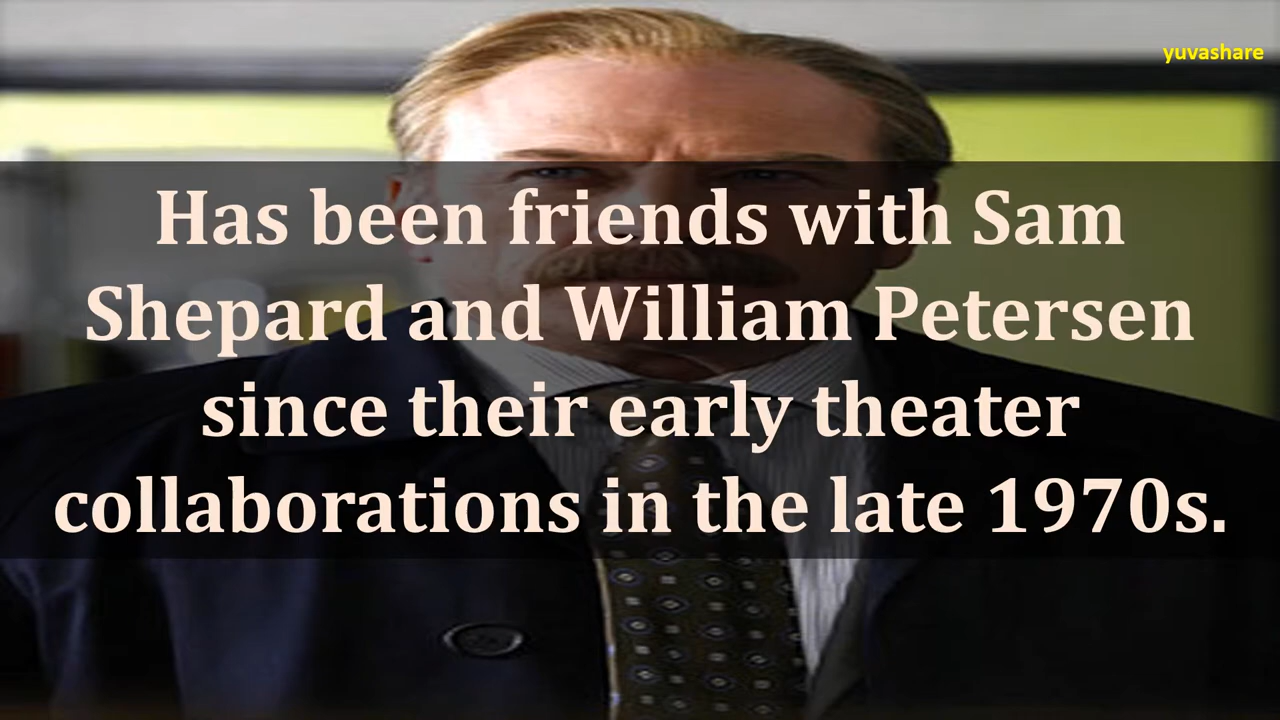 yuvashare
Has been friends with Sam
Shepard and William Petersen
since their early theater
collaborations in the late 1970s.